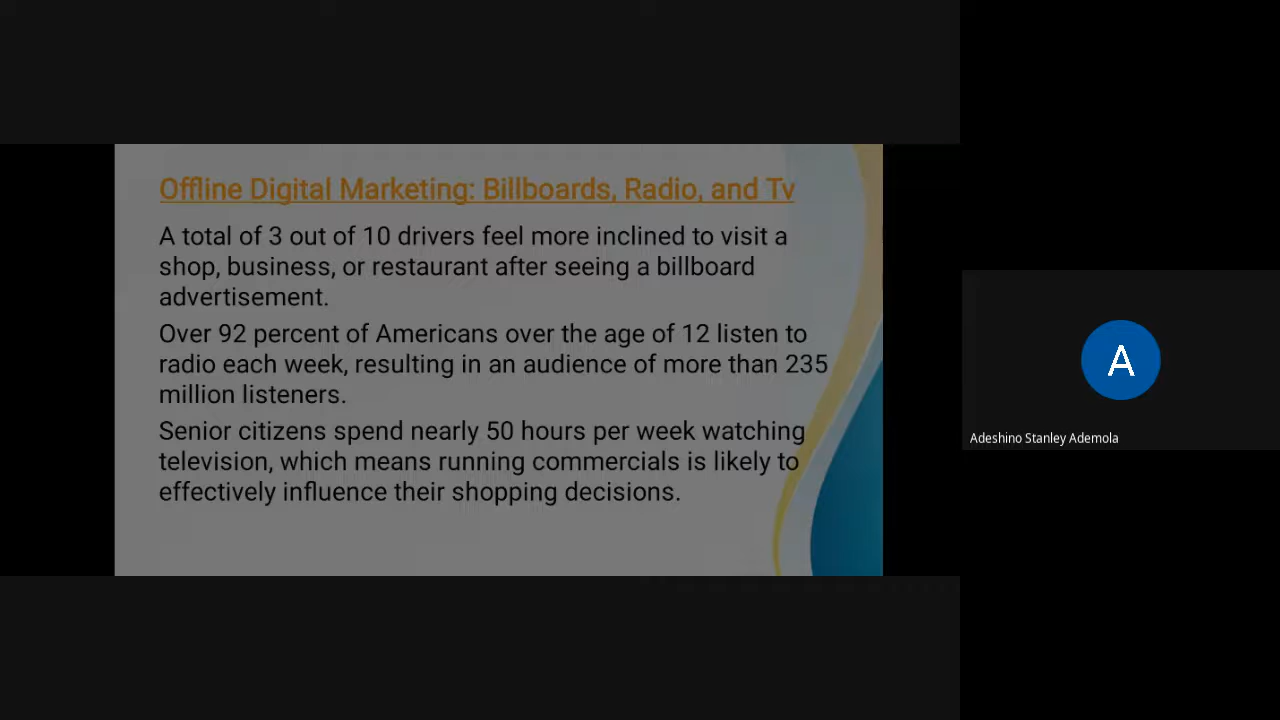 Offline Digital Marketing: Billboards, Radio, and Tv
A total of 3 out of 10 drivers feel more inclined to visit a
shop, business, or restaurant after seeing a billboard
advertisement.
Over 92 percent of Americans over the age of 12 listen to
radio each week, resulting in an audience of more than 235
million listeners.
Senior citizens spend nearly 50 hours per week watching
television, which means running commercials is likely to
effectively influence their shopping decisions.
A
Adeshino Stanley Ademola